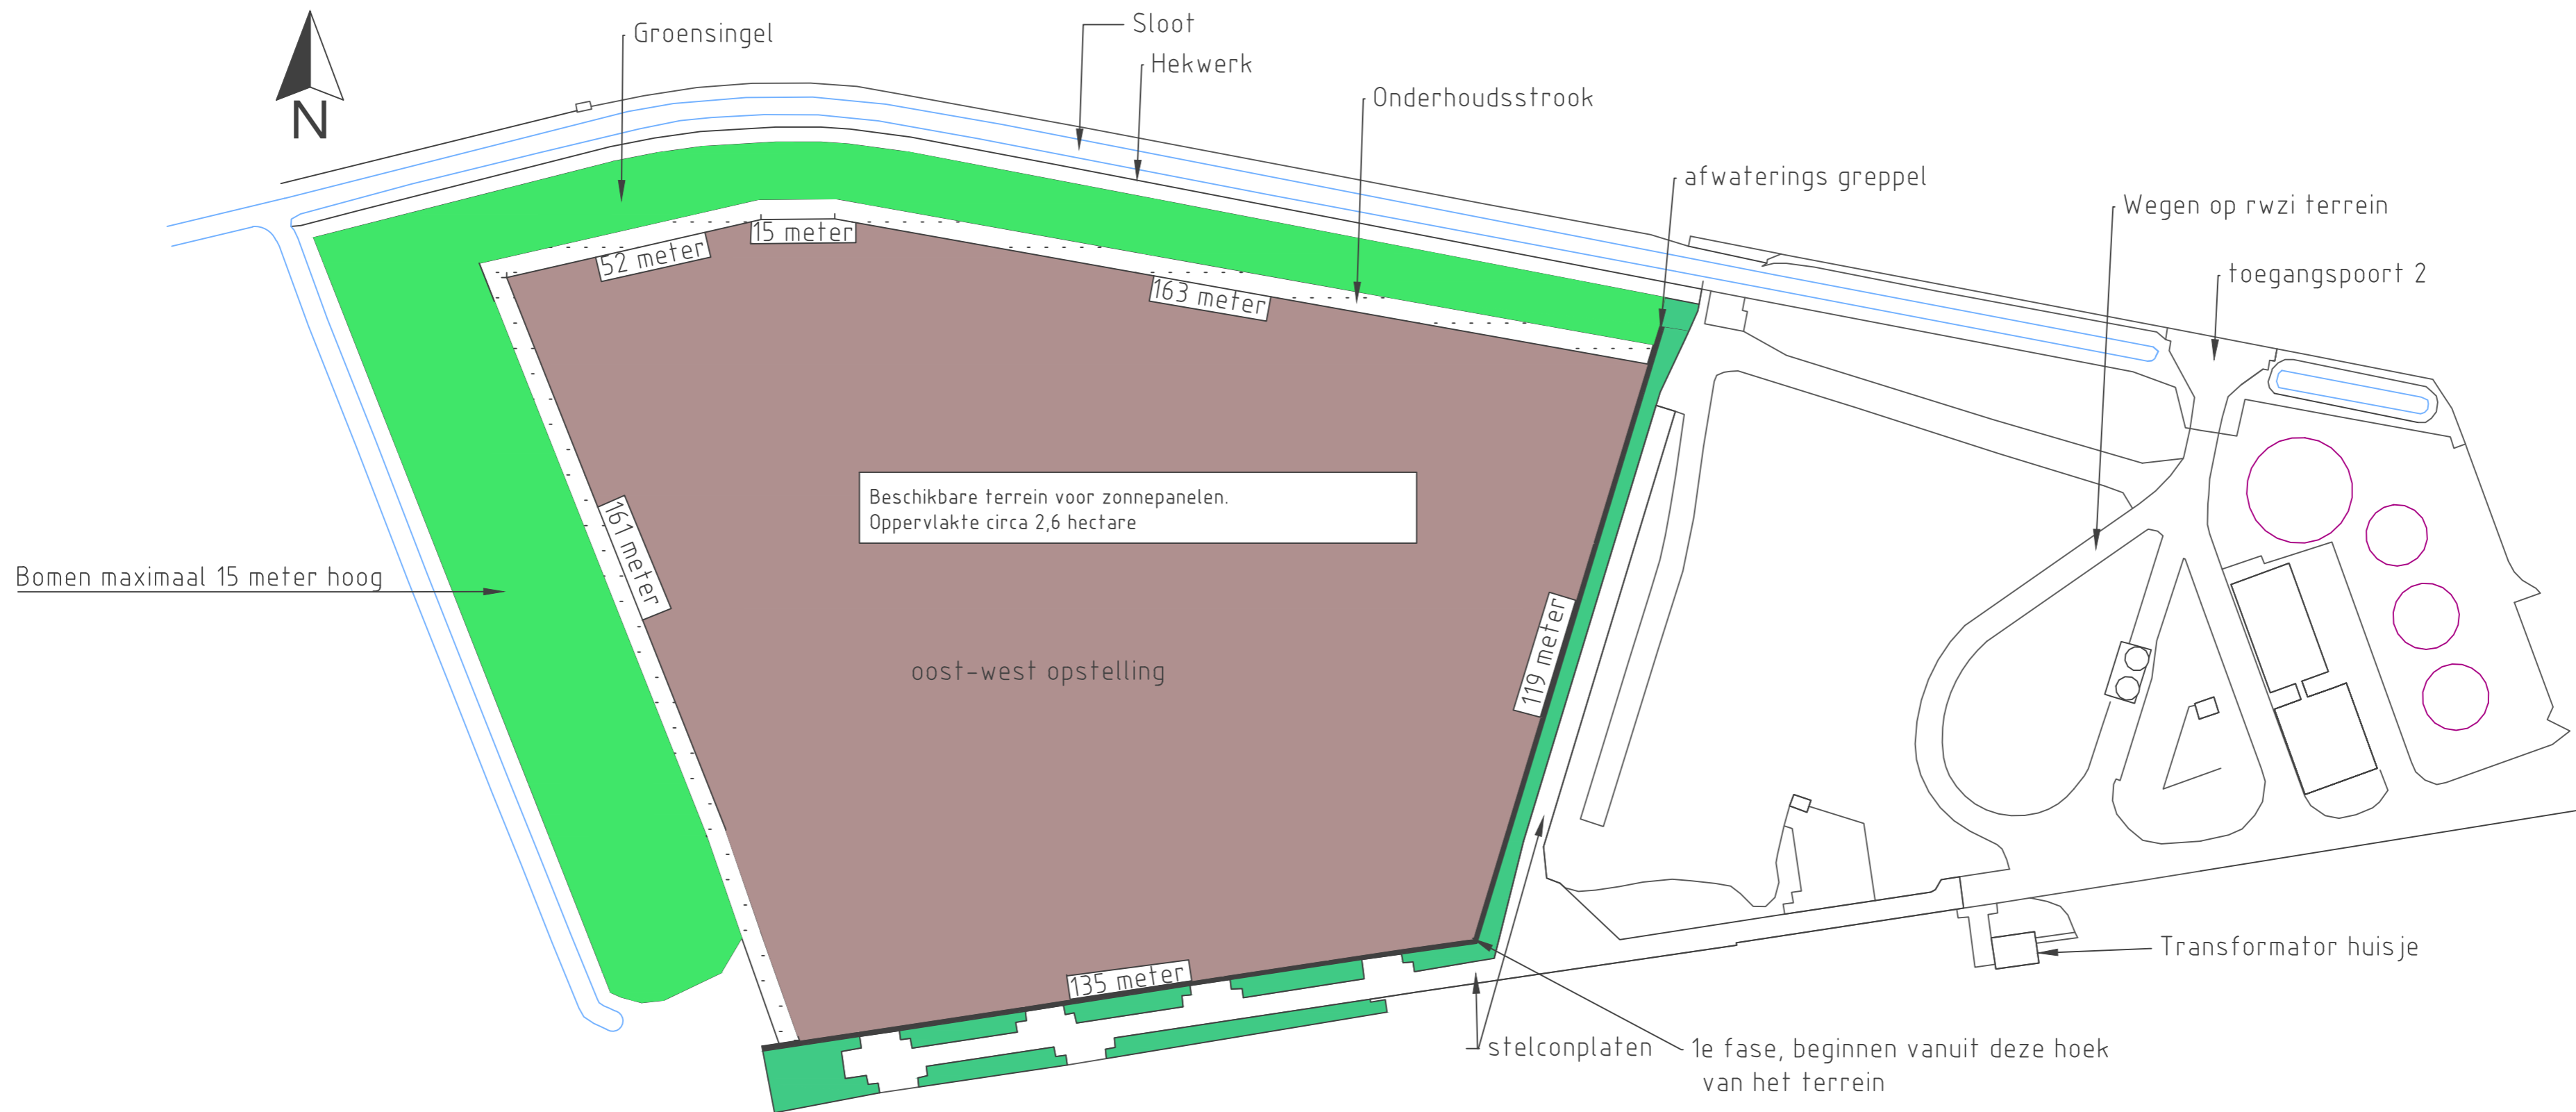 Sloot
Groensingel
Hekwerk
Onderhoudsstrook
N
afwaterings greppel
Wegen op rwzi terrein
15 meter
52 meter
toegangspoort 2
163 meter
Beschikbare terrein voor zonnepanelen.
Oppervlakte circa 2,6 hectare
161 meter
Bomen maximaal 15 meter hoog
119 meter
oost-west opstelling
Transformator huisje
135 meter
stelconplaten
1e fase, beginnen vanuit deze hoek
van het terrein